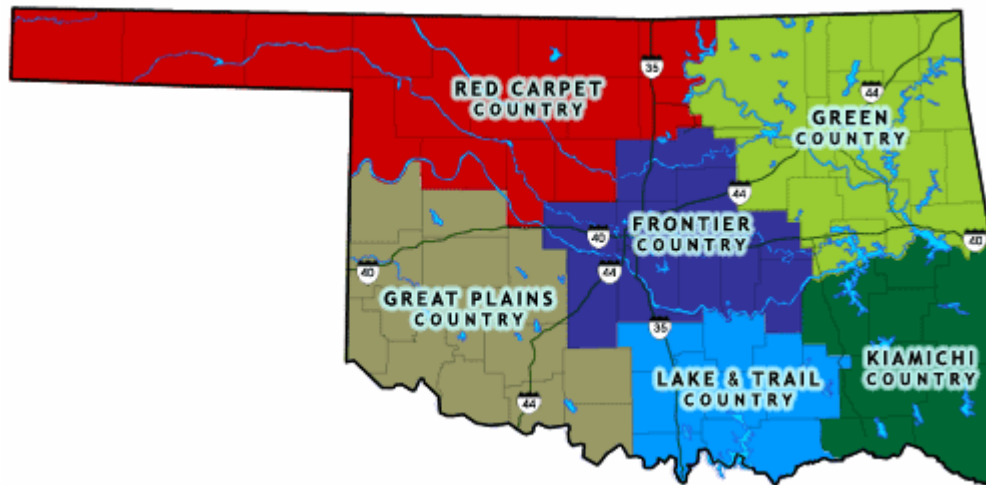 RED CARPET
COUNTRY
35
44
GREEN
COUNTRY
44
FRONTIER
COUNTRY
40
40
40
44
GREAT PLAINS
COUNTRY
35
KIAMICHI
COUNTRY
LAKE & TRAIL
COUNTRY
44